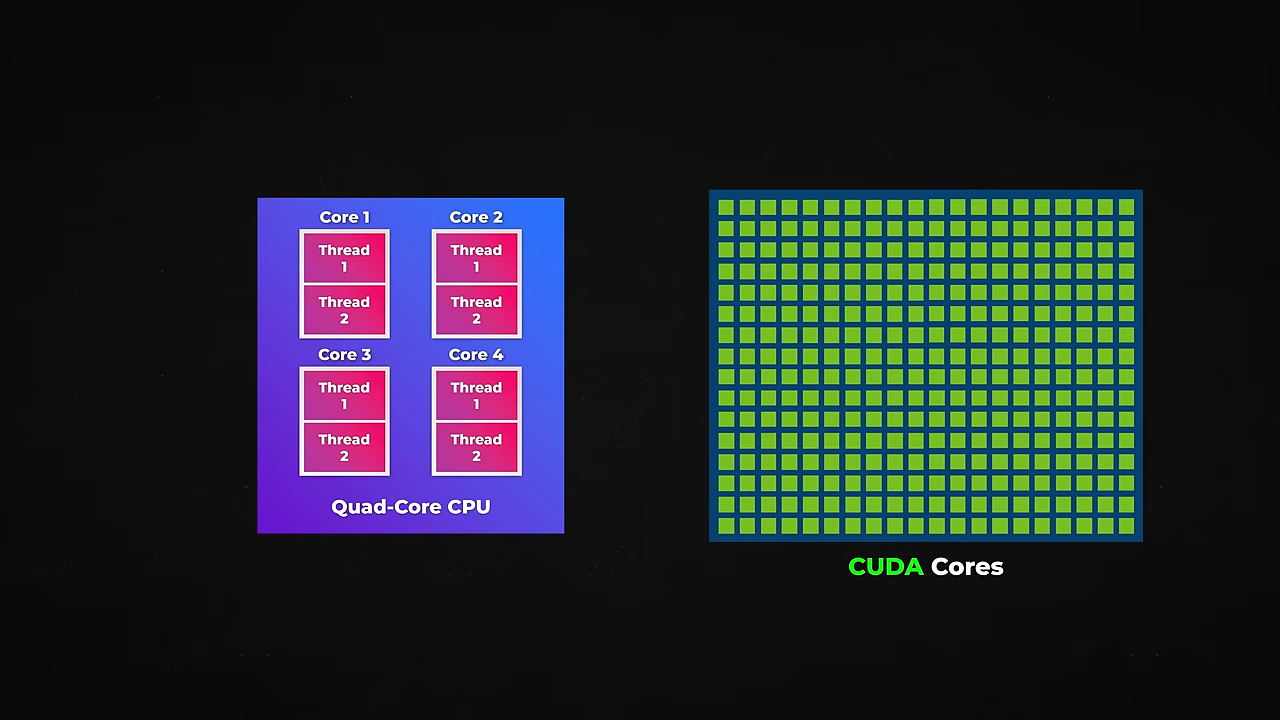 Core 1
Thread
1
Thread
2
Core 2
Thread
1
Thread
2
Core 3
Thread
1
Thread
2
Core 4
Thread
1
Thread
2
Quad-Core CPU
CUDA Cores